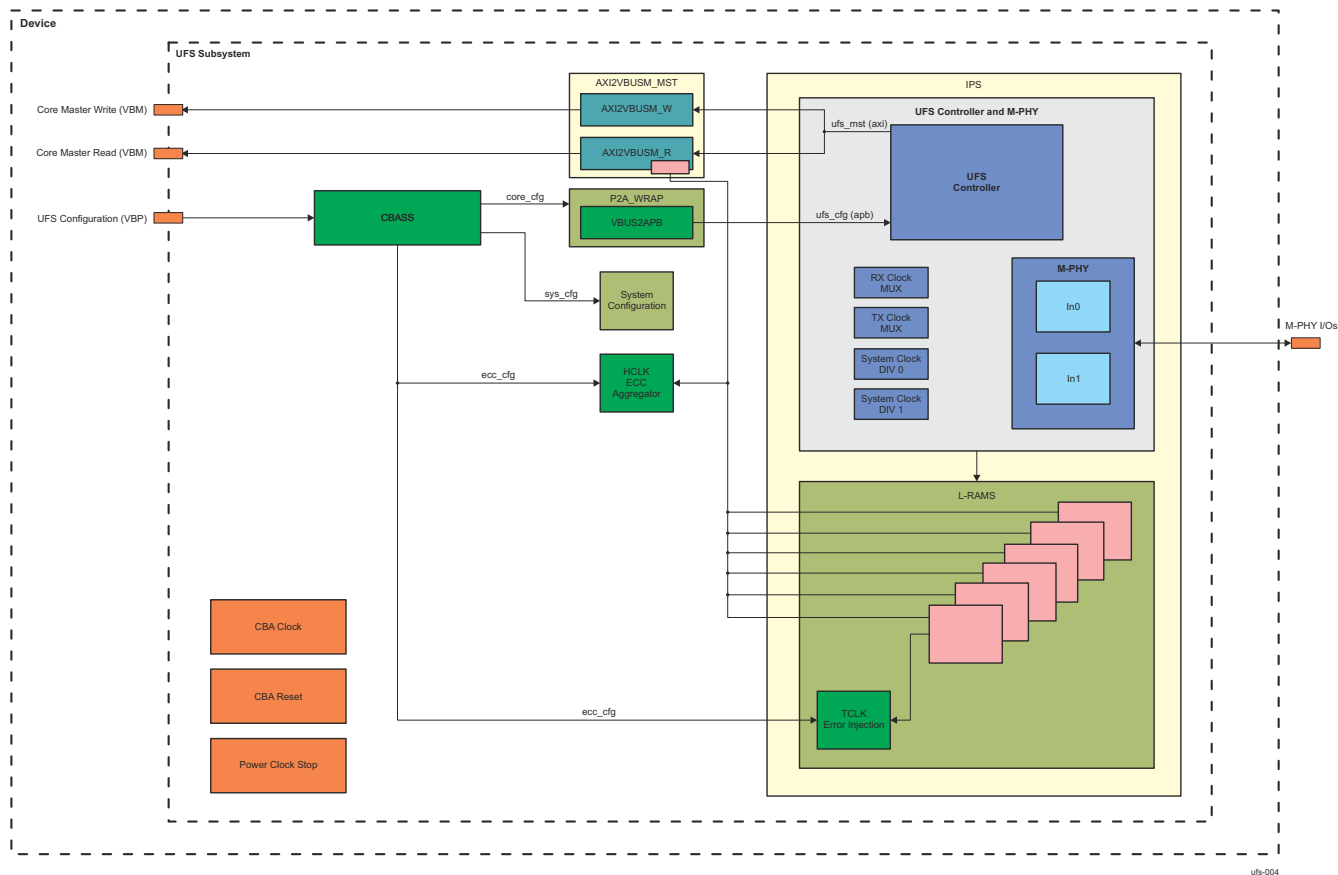 Device
UFS Subsystem
AXI2VBUSM_MST
IPS
Core Master Write (VBM)
AXI2VBUSM_W
UFS Controller and M-PHY
ufs_mst (axi)
Core Master Read (VBM)
AXI2VBUSM_R
UFS
Controller
core_cfg
P2A_WRAP
UFS Configuration (VBP)
CBASS
VBUS2APB
ufs_cfg (apb)
M-PHY
RX Clock
MUX
sys_cfg
System
Configuration
In0
TX Clock
MUX
M-PHY I/Os
System Clock
DIV 0
HCLK
ECC
Aggregator
ecc_cfg
In1
System Clock
DIV 1
L-RAMS
CBA Clock
CBA Reset
ecc_cfg
TCLK
Error Injection
Power Clock Stop
ufs-004